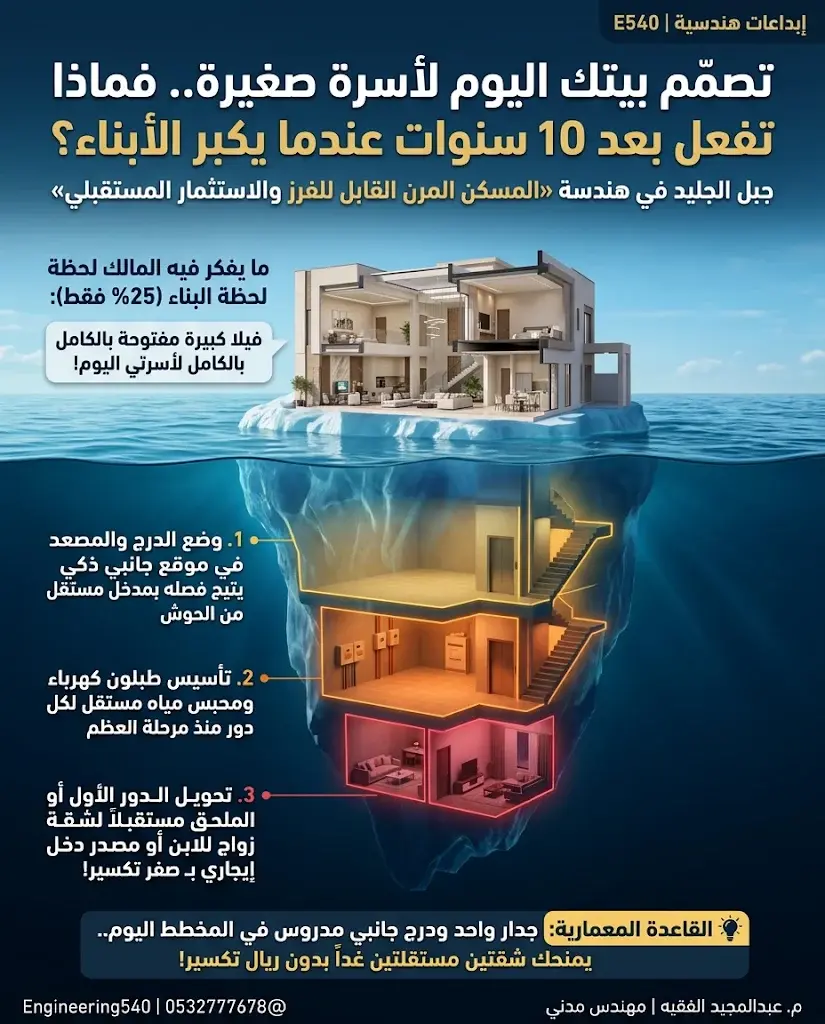 إبداعات هندسية | E540
تصمّم بيتك اليوم لأسرة صغيرة.. فماذا
تفعل بعد 10 سنوات عندما يكبر الأبناء؟
جبل الجليد في هندسة «المسكن المرن القابل للفرز والاستثمار المستقبلي»
ما يفكر فيه المالك لحظة
لحظة البناء (25% فقط):
فيلا كبيرة مفتوحة بالكامل
بالكامل لأسرتي اليوم!
1. وضع الدرج والمصعد
في موقع جانبي ذكي
يتيح فصله بمدخل مستقل
من الحوش
2. تأسيس طبلون كهرباء
ومحبس مياه مستقل لكل
دور منذ مرحلة العظم
3. تحويل الدور الأول أو
الملحق مستقبلاً لشقة
زواج للابن أو مصدر دخل
إيجاري بـ صفر تكسير!
القاعدة المعمارية: جدار واحد ودرج جانبي مدروس في المخطط اليوم..
يمنحك شقتين مستقلتين غداً بدون ريال تكسير!
م. عبدالمجيد الفقيه | مهندس مدني
@Engineering540 | 0532777678